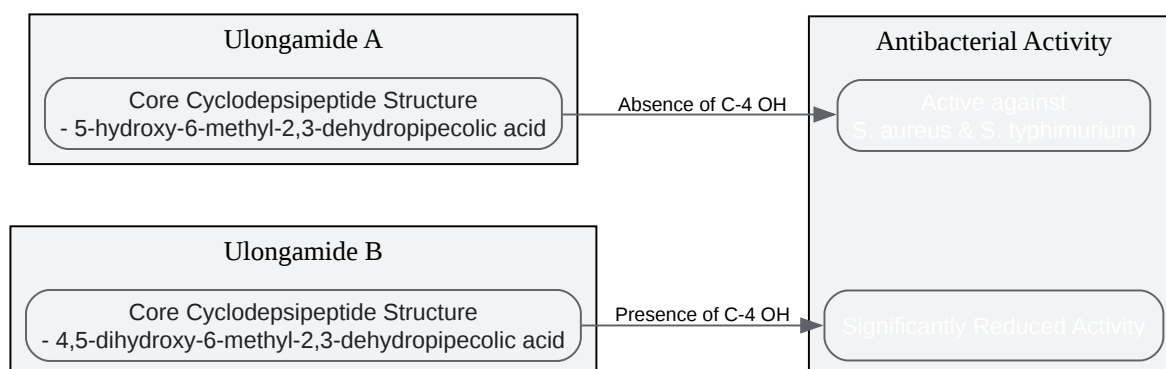 Ulongamide A
Core Cyclodepsipeptide Structure
- 5-hydroxy-6-methyl-2,3-dehydropipecolic acid
Absence of C-4 OH
Antibacterial Activity
Active against
S. aureus & S. typhimurium
Ulongamide B
Core Cyclodepsipeptide Structure
- 4,5-dihydroxy-6-methyl-2,3-dehydropipecolic acid
Presence of C-4 OH
Significantly Reduced Activity